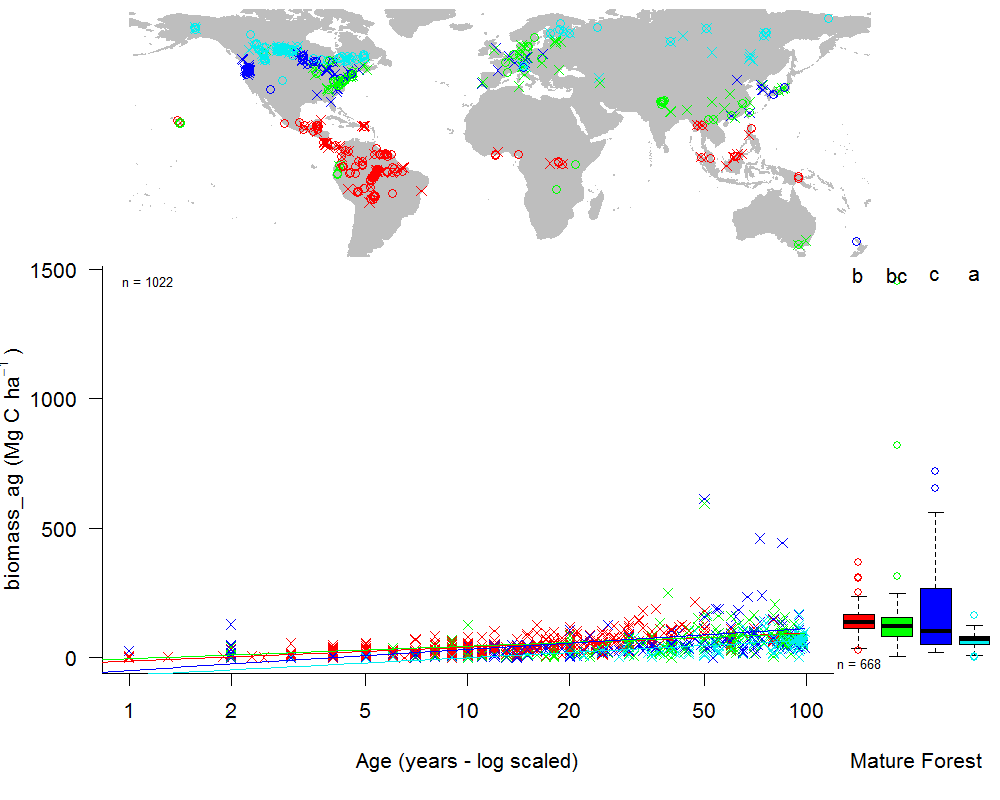 1500
n = 1022
b
bc
c
a
1000
biomass_ag (Mg C ha⁻¹)
500
0
n = 668
1
2
5
10
20
50
100
Age (years - log scaled)
Mature Forest